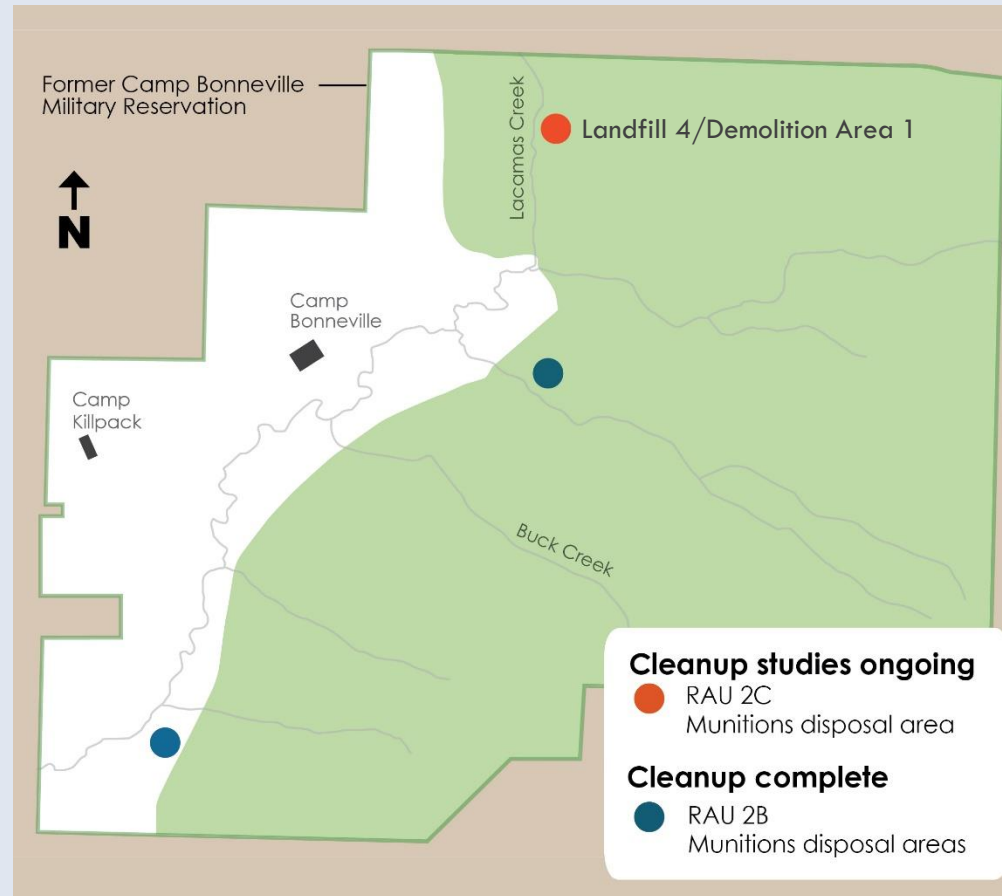 Former Camp Bonneville
Military Reservation
N
Lacamas Creek
Landfill 4/Demolition Area 1
Camp
Bonneville
Camp
Killpack
Buck Creek
Cleanup studies ongoing
RAU 2C
Munitions disposal area
Cleanup complete
RAU 2B
Munitions disposal areas